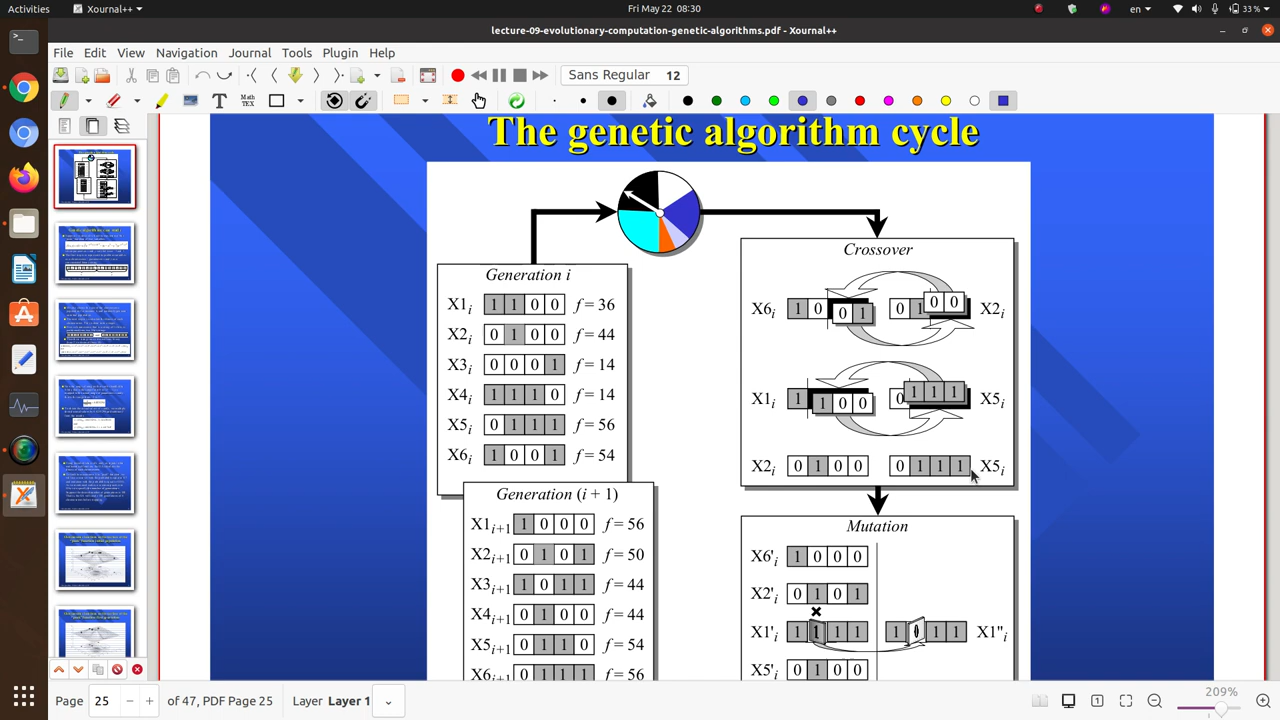 Activities
Xournal++
Fri May 22 08:30
en
33 %
lecture-09-evolutionary-computation-genetic-algorithms.pdf - Xournal++
File Edit View Navigation Journal Tools Plugin Help
Sans Regular 12
The genetic algorithm cycle
Generation i
X1i 1 1 0 0 f = 36
X2i 0 1 0 0 f = 44
X3i 0 0 0 1 f = 14
X4i 1 1 1 0 f = 14
X5i 0 1 1 1 f = 56
X6i 1 0 0 1 f = 54
Generation (i + 1)
X1i+1 1 0 0 0 f = 56
X2i+1 0 1 0 1 f = 50
X3i+1 1 0 1 1 f = 44
X4i+1 0 1 0 0 f = 44
X5i+1 0 1 1 0 f = 54
X6i+1 0 1 1 1 f = 56
Crossover
X6i 1 0 0 1 0 1 0 0 X2i
X1i 1 1 0 0 0 1 1 1 X5i
X2i 0 1 0 0 0 1 1 1 X5i
Mutation
X6'i 1 0 0 0
X2'i 0 1 0 1
X1'i 1 1 1 1 1 0 1 1 X1"i
X5'i 0 1 0 0
Page 25 of 47, PDF Page 25 Layer Layer 1
209%